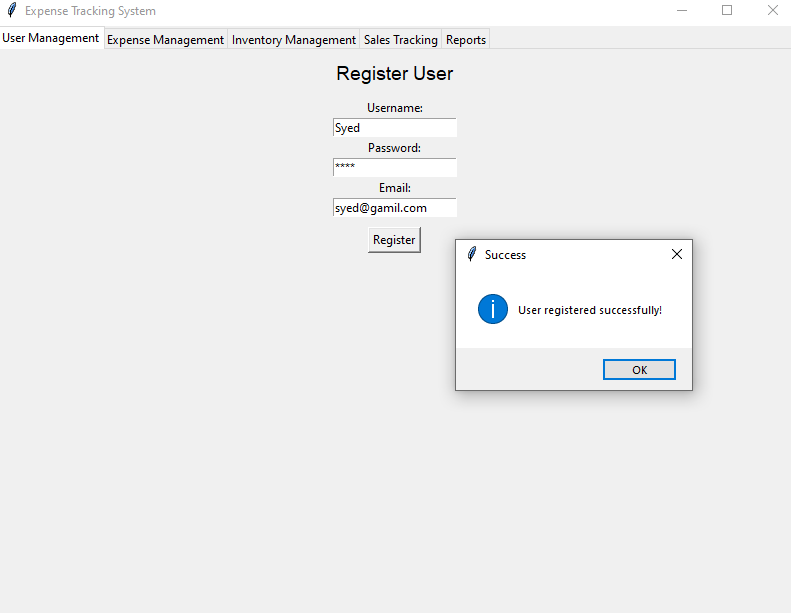 Expense Tracking System
User Management Expense Management Inventory Management Sales Tracking Reports
Register User
Username:
Syed
Password:
****
Email:
syed@gamil.com
Register
Success
User registered successfully!
OK